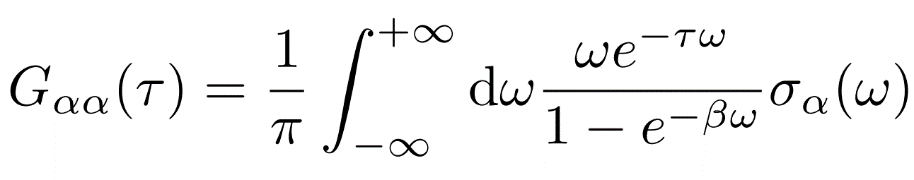 $G_{\alpha\alpha}(\tau) = \frac{1}{\pi} \int_{-\infty}^{+\infty} \mathrm{d}\omega \frac{\omega e^{-\tau\omega}}{1 - e^{-\beta\omega}} \sigma_{\alpha}(\omega)$